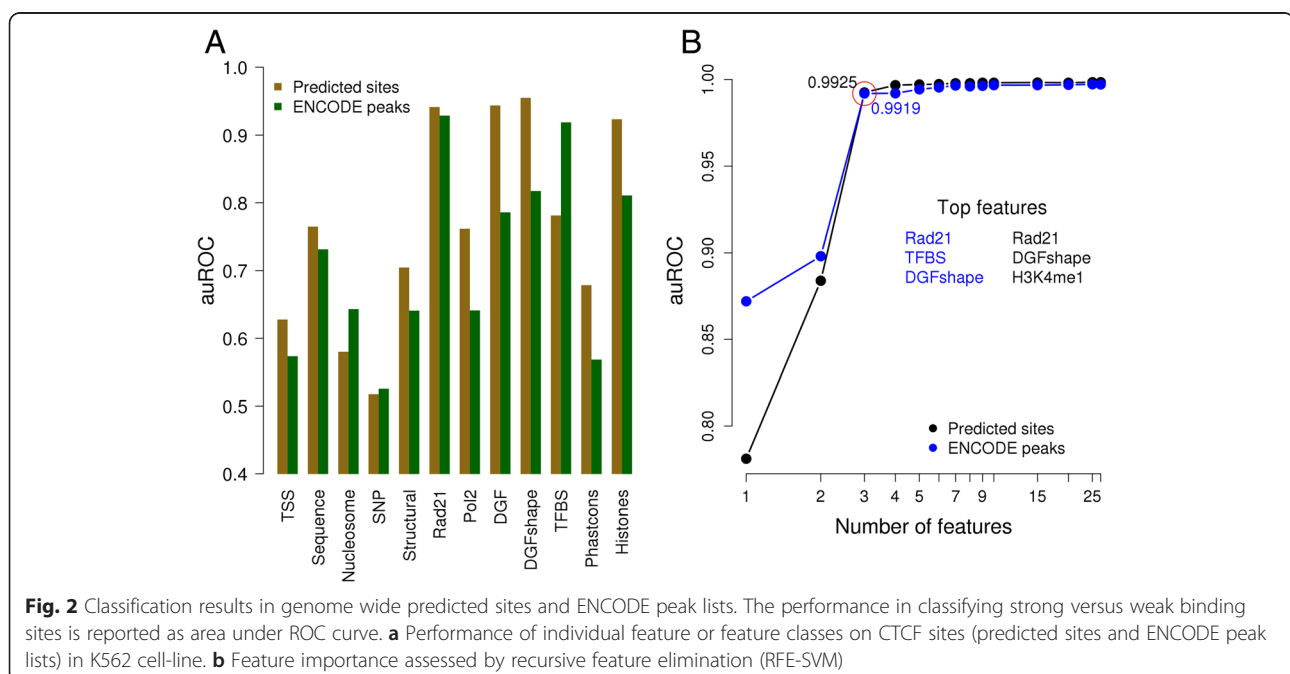 A
auROC
1.0
0.9
0.8
0.7
0.6
0.5
0.4
Predicted sites
ENCODE peaks
TSS
Sequence
Nucleosome
SNP
Structural
Rad21
Pol2
DGF
DGFshape
TFBS
Phastcons
Histones
B
auROC
1.00
0.95
0.90
0.85
0.80
0.9925
0.9919
Top features
Rad21 Rad21
TFBS DGFshape
DGFshape H3K4me1
Predicted sites
ENCODE peaks
1 2 3 4 5 7 9 15 25
Number of features
Fig. 2 Classification results in genome wide predicted sites and ENCODE peak lists. The performance in classifying strong versus weak binding
sites is reported as area under ROC curve. a Performance of individual feature or feature classes on CTCF sites (predicted sites and ENCODE peak
lists) in K562 cell-line. b Feature importance assessed by recursive feature elimination (RFE-SVM)